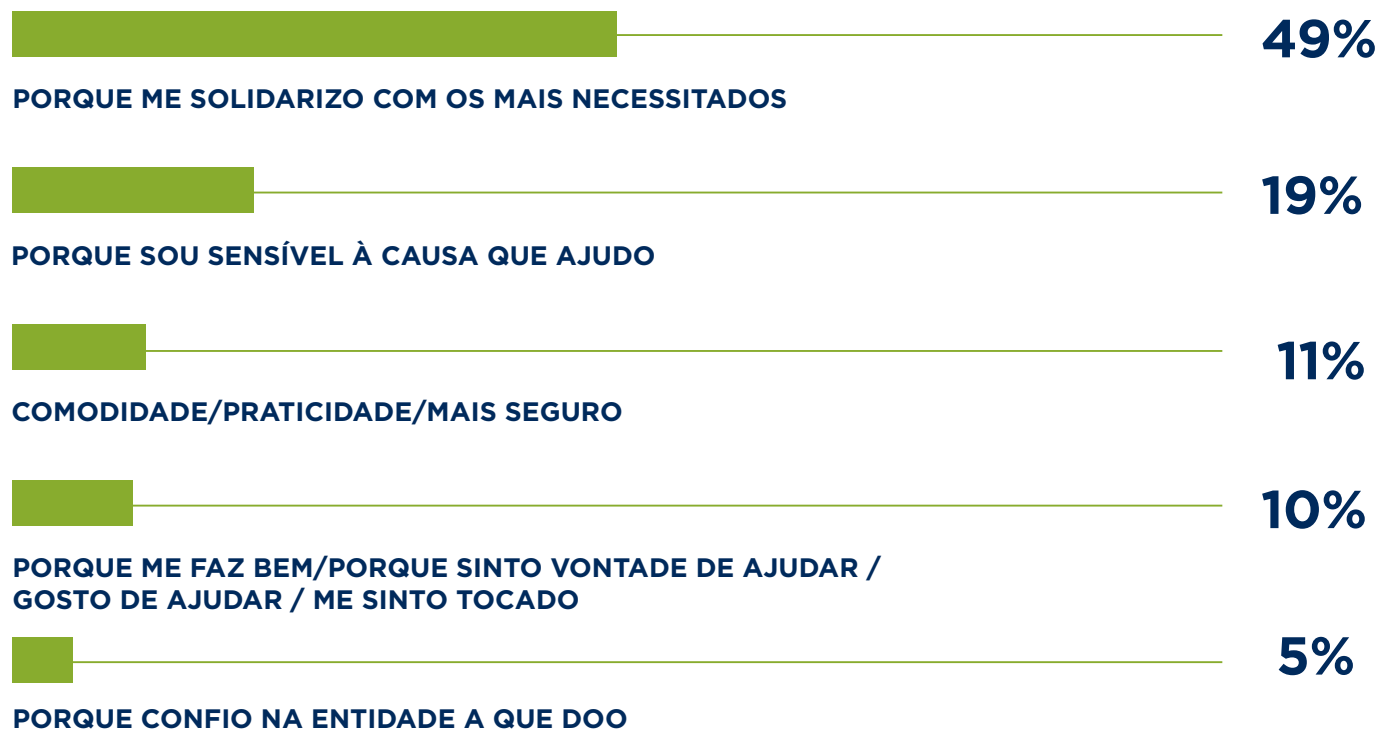 49%
PORQUE ME SOLIDARIZO COM OS MAIS NECESSITADOS
19%
PORQUE SOU SENSÍVEL À CAUSA QUE AJUDO
11%
COMODIDADE/PRATICIDADE/MAIS SEGURO
10%
PORQUE ME FAZ BEM/PORQUE SINTO VONTADE DE AJUDAR /
GOSTO DE AJUDAR / ME SINTO TOCADO
5%
PORQUE CONFIO NA ENTIDADE A QUE DOO